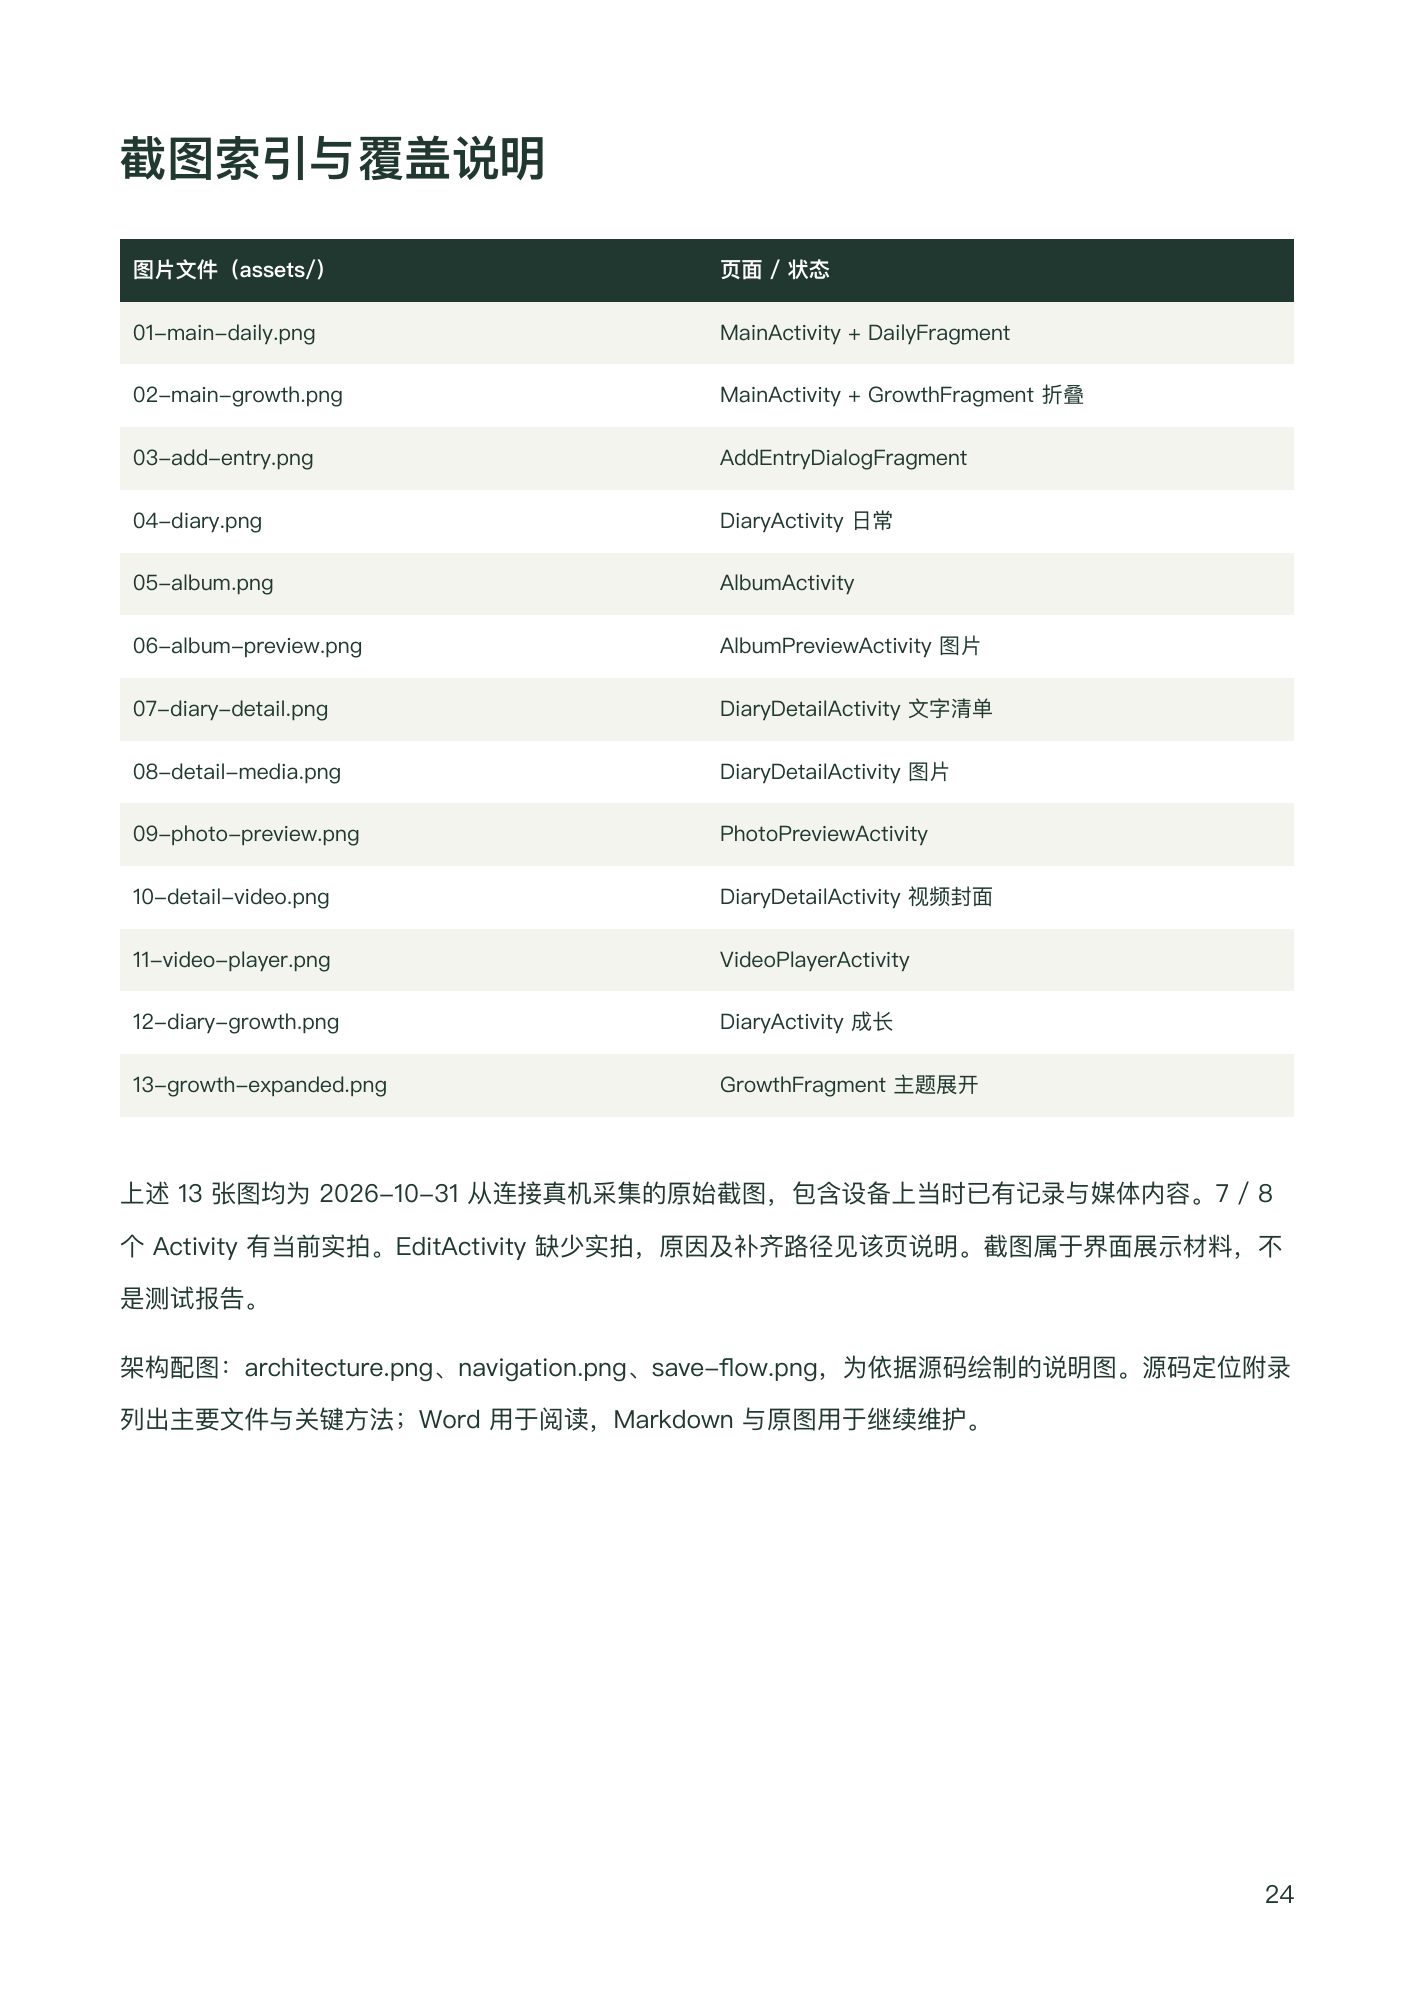 截图索引与覆盖说明
图片文件（assets/） 页面 / 状态
01-main-daily.png MainActivity + DailyFragment
02-main-growth.png MainActivity + GrowthFragment 折叠
03-add-entry.png AddEntryDialogFragment
04-diary.png DiaryActivity 日常
05-album.png AlbumActivity
06-album-preview.png AlbumPreviewActivity 图片
07-diary-detail.png DiaryDetailActivity 文字清单
08-detail-media.png DiaryDetailActivity 图片
09-photo-preview.png PhotoPreviewActivity
10-detail-video.png DiaryDetailActivity 视频封面
11-video-player.png VideoPlayerActivity
12-diary-growth.png DiaryActivity 成长
13-growth-expanded.png GrowthFragment 主题展开
上述 13 张图均为 2026-10-31 从连接真机采集的原始截图，包含设备上当时已有记录与媒体内容。7 / 8
个 Activity 有当前实拍。EditActivity 缺少实拍，原因及补齐路径见该页说明。截图属于界面展示材料，不
是测试报告。
架构配图：architecture.png、navigation.png、save-flow.png，为依据源码绘制的说明图。源码定位附录
列出主要文件与关键方法；Word 用于阅读，Markdown 与原图用于继续维护。
24